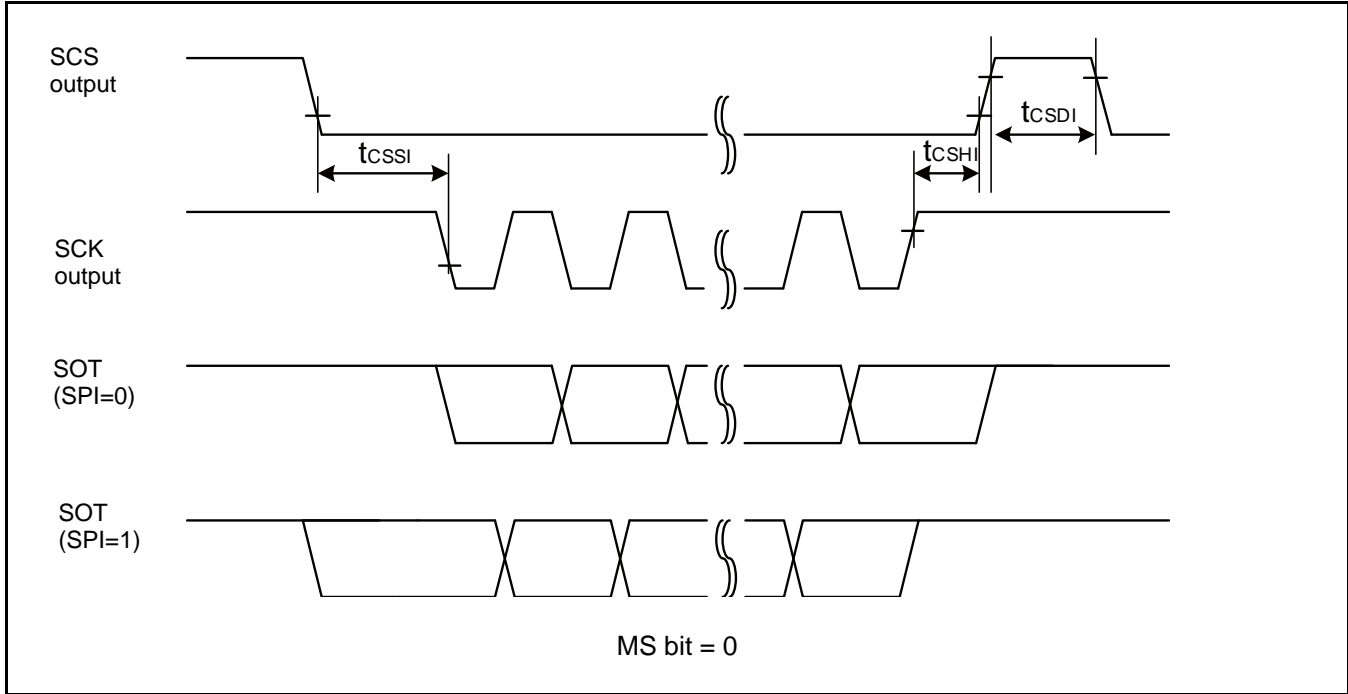 SCS
output
tCSDI
tCSSI
tCSHI
SCK
output
SOT
(SPI=0)
SOT
(SPI=1)
MS bit = 0